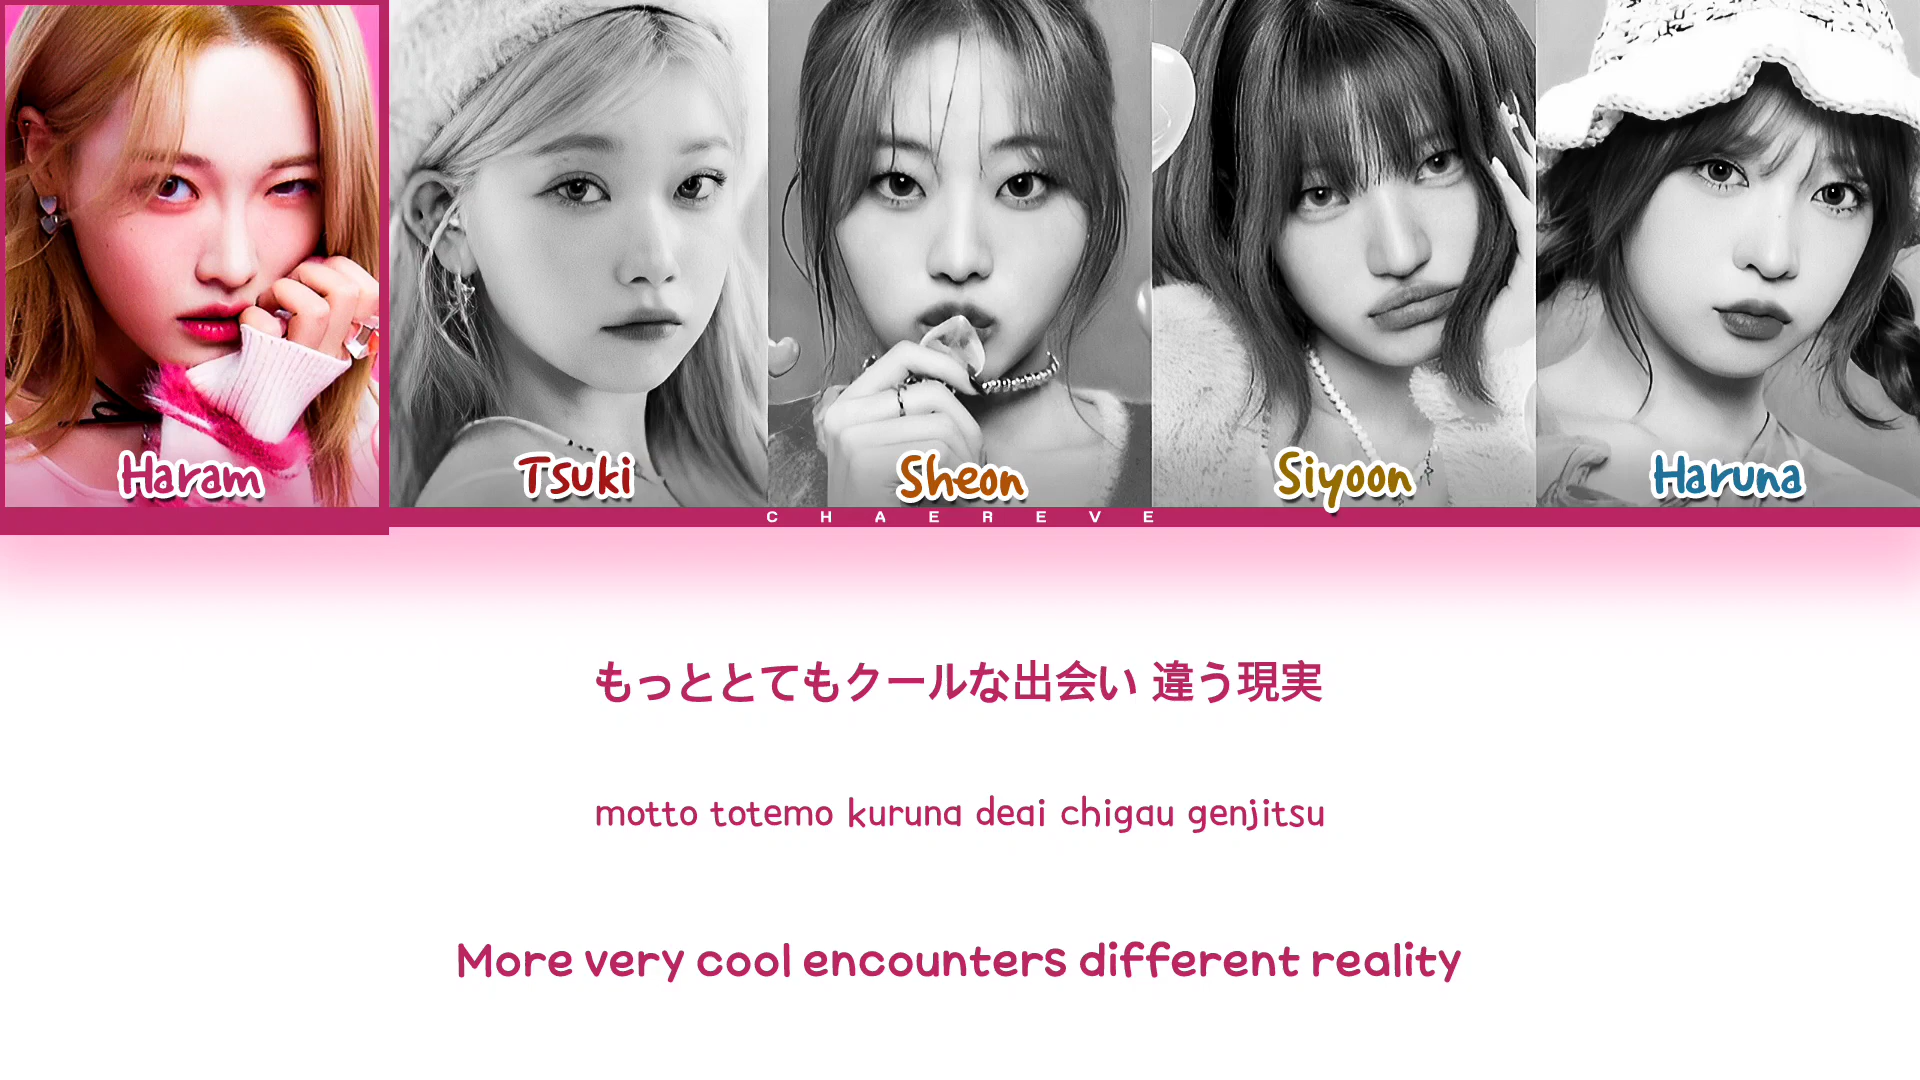 Haram Tsuki Sheon Siyoon Haruna
CHAEREVE
もっととてもクールな出会い 違う現実
motto totemo kuruna deai chigau genjitsu
More very cool encounters different reality